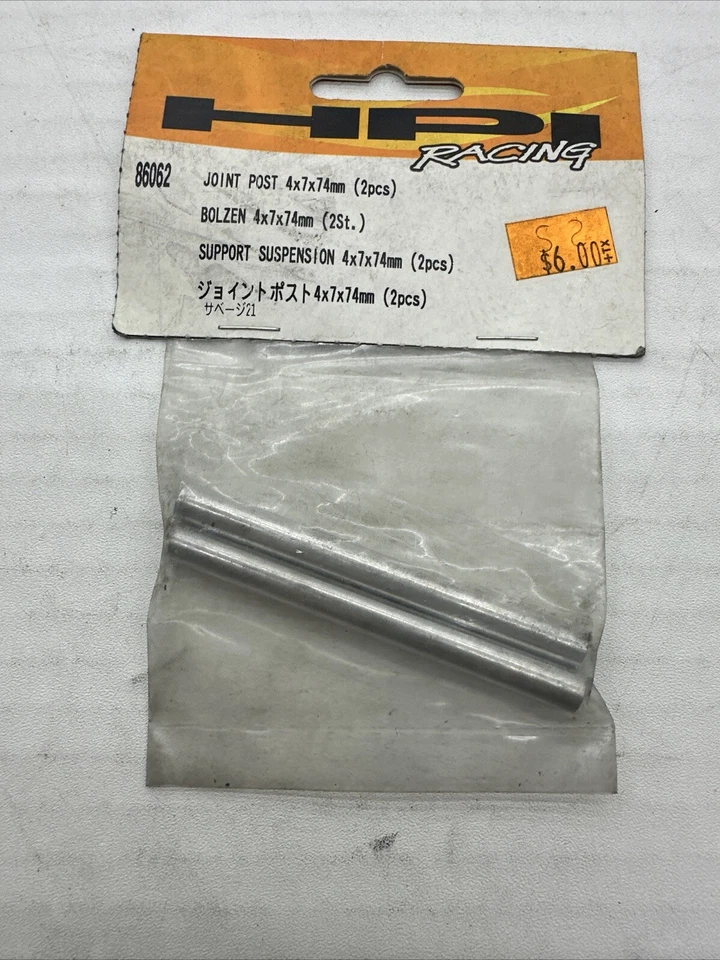 HPI
RACING
86062
JOINT POST 4x7x74mm (2pcs)
BOLZEN 4x7x74mm (2St.)
SUPPORT SUSPENSION 4x7x74mm (2pcs)
ジョイントポスト4x7x74mm (2pcs)
サベージ21
$6.00+TX